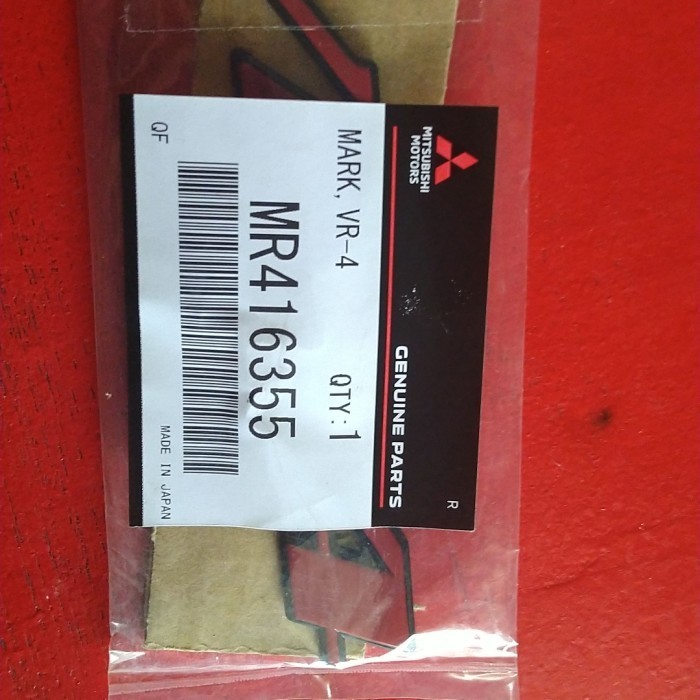 MITSUBISHI
MOTORS
GENUINE PARTS
R
MARK, VR-4
QTY:1
MR416355
QF
MADE IN JAPAN